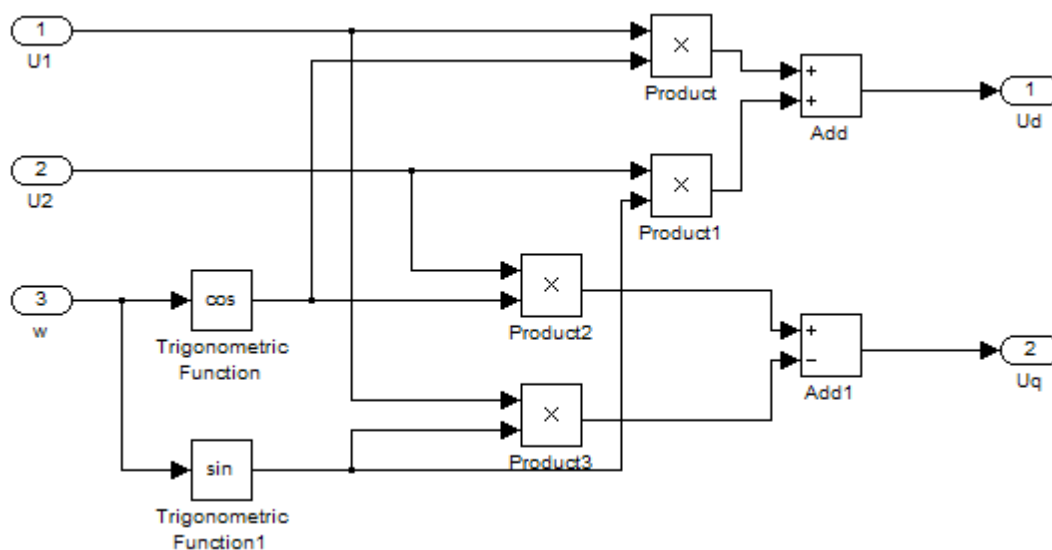 1
U1
×
Product
+
+
Add
1
Ud
2
U2
×
Product1
3
w
cos
Trigonometric
Function
×
Product2
+
−
Add1
2
Uq
sin
Trigonometric
Function1
×
Product3